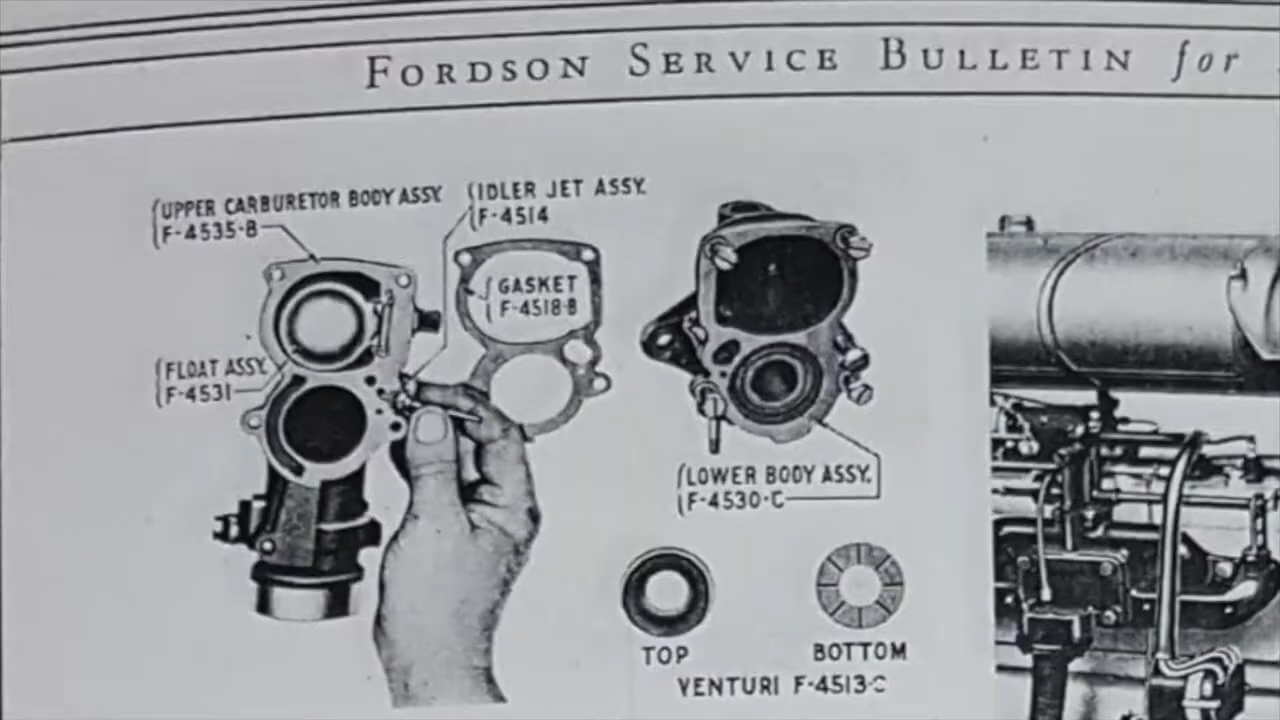 FORDSON SERVICE BULLETIN for
UPPER CARBURETOR BODY ASSY.
F-4535-B
IDLER JET ASSY.
F-4514
GASKET
F-4518-B
FLOAT ASSY.
F-4531
LOWER BODY ASSY.
F-4530-C
TOP
BOTTOM
VENTURI F-4513-C